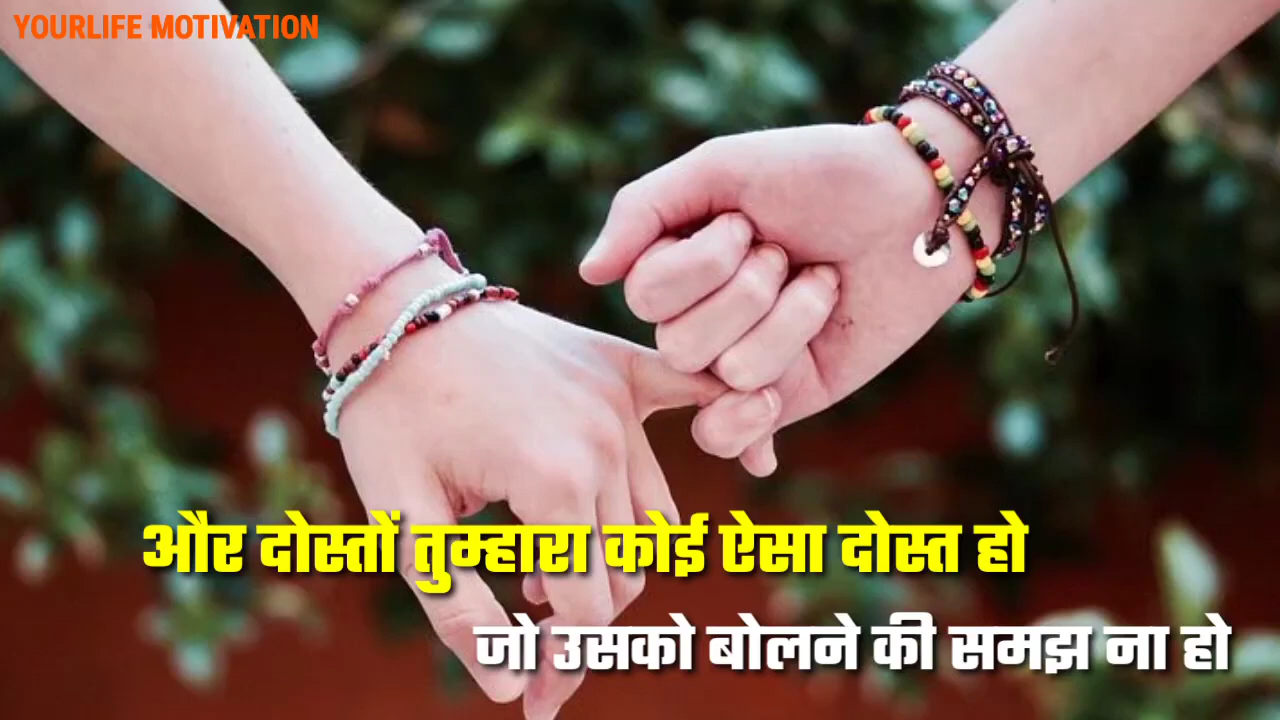 YOURLIFE MOTIVATION
और दोस्तों तुम्हारा कोई ऐसा दोस्त हो
जो उसको बोलने की समझ ना हो